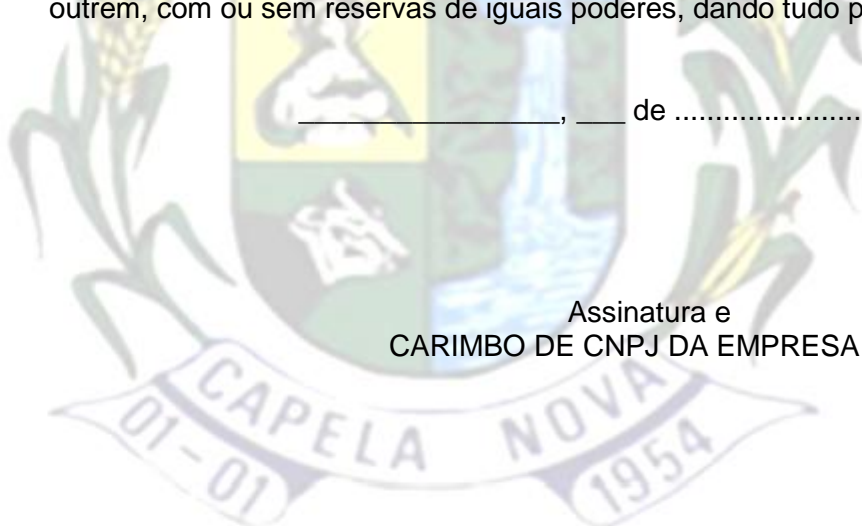 outrem, com ou sem reservas de iguais poderes, dando tudo p
________________, ___ de .......................
Assinatura e
CARIMBO DE CNPJ DA EMPRESA
CAPELA NOVA
01-01 1954